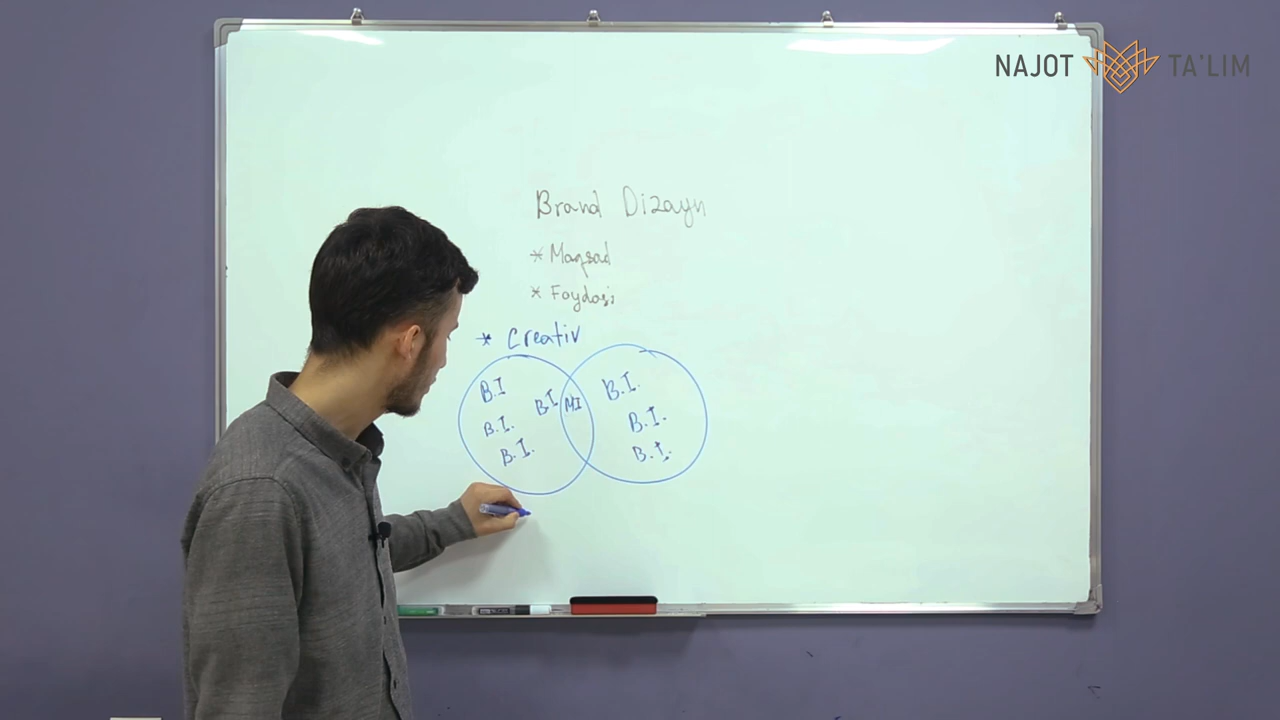 NAJOT TA'LIM
Brand Dizayn
* Maqsad
* Foydasi
* Creativ
B.I
B.I.
B.I.
B.I
MI
B.I.
B.I.
B.I.